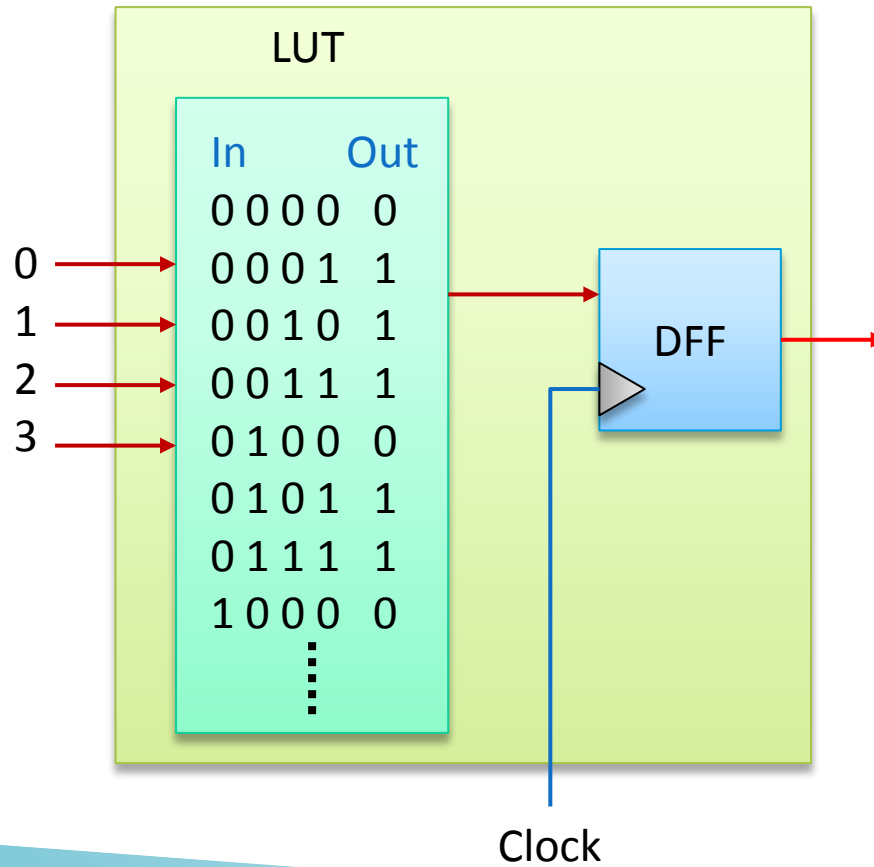 LUT
In Out
0 0 0 0 0
0 0 0 1 1
0 0 1 0 1
0 0 1 1 1
0 1 0 0 0
0 1 0 1 1
0 1 1 1 1
1 0 0 0 0
0
1
2
3
DFF
Clock